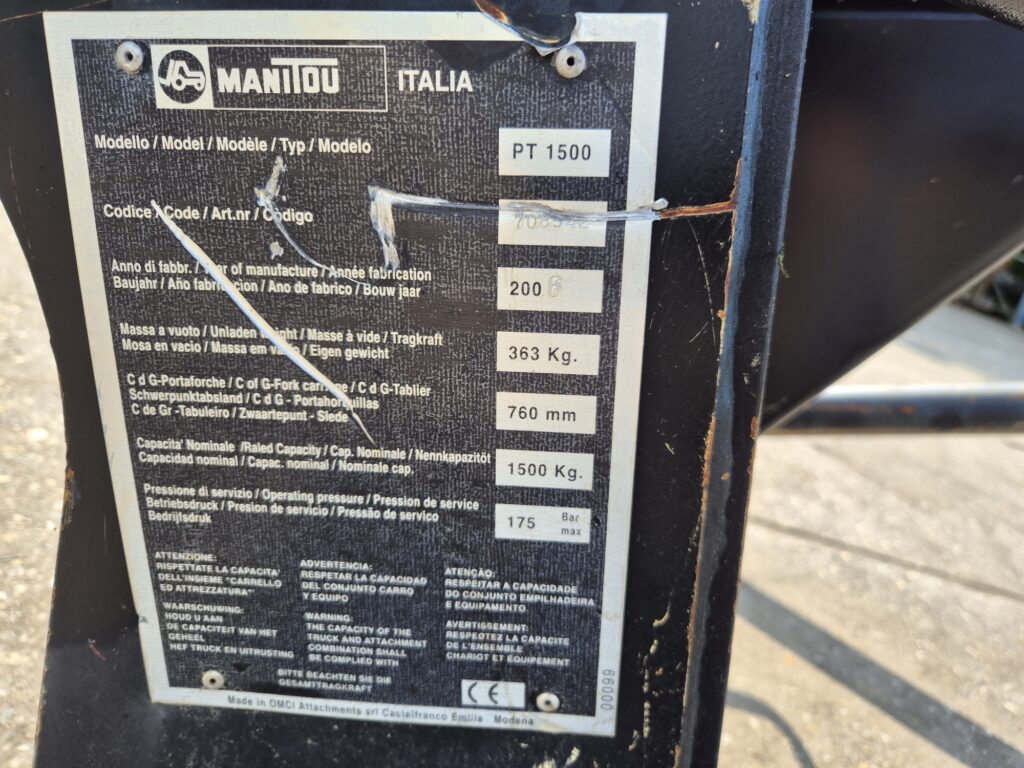 MANITOU ITALIA
Modello / Model / Modèle / Typ / Modelo PT 1500
Codice / Code / Art.nr / Código 708542
Anno di fabbr. / Year of manufacture / Année fabrication
Baujahr / Año fabricacion / Ano de fabrico / Bouw jaar 2006
Massa a vuoto / Unladen weight / Masse à vide / Tragkraft
Mosa en vacio / Massa em vazio / Eigen gewicht 363 Kg.
C d G-Portaforche / C of G-Fork carriage / C d G-Tablier
Schwerpunktabsland / C d G - Portahorquillas
C de Gr -Tabuleiro / Zwaartepunt - Slede 760 mm
Capacita' Nominale /Raled Capacity / Cap. Nominale / Nennkapazitöt
Capacidad nominal / Capac. nominal / Nominale cap. 1500 Kg.
Pressione di servizio / Operating pressure / Pression de service
Betriebsdruck / Presion de servicio / Pressão de servico
Bedrijfsdruk 175 Bar max
ATTENZIONE:
RISPETTATE LA CAPACITA'
DELL'INSIEME "CARRELLO
ED ATTREZZATURA"
ADVERTENCIA:
RESPETAR LA CAPACIDAD
DEL CONJUNTO CARRO
Y EQUIPO
ATENCÃO:
RESPEITAR A CAPACIDADE
DO CONJUNTO EMPILHADEIRA
E EQUIPAMENTO.
WAARSCHUWING:
HOUD U AAN
DE CAPACITEIT VAN HET
GEHEEL
HEF TRUCK EN UITRUSTING
WARNING:
THE CAPACITY OF THE
TRUCK AND ATTACHMENT
COMBINATION SHALL
BE COMPLIED WITH
AVERTISSEMENT:
RESPECTEZ LA CAPACITE
DE L'ENSEMBLE
CHARIOT ET EQUIPEMENT
BITTE BEACHTEN SIE DIE
GESAMTTRAGKRAFT
CE
00099
Made in OMCI Attachments srl Castelfranco Emilia Modena